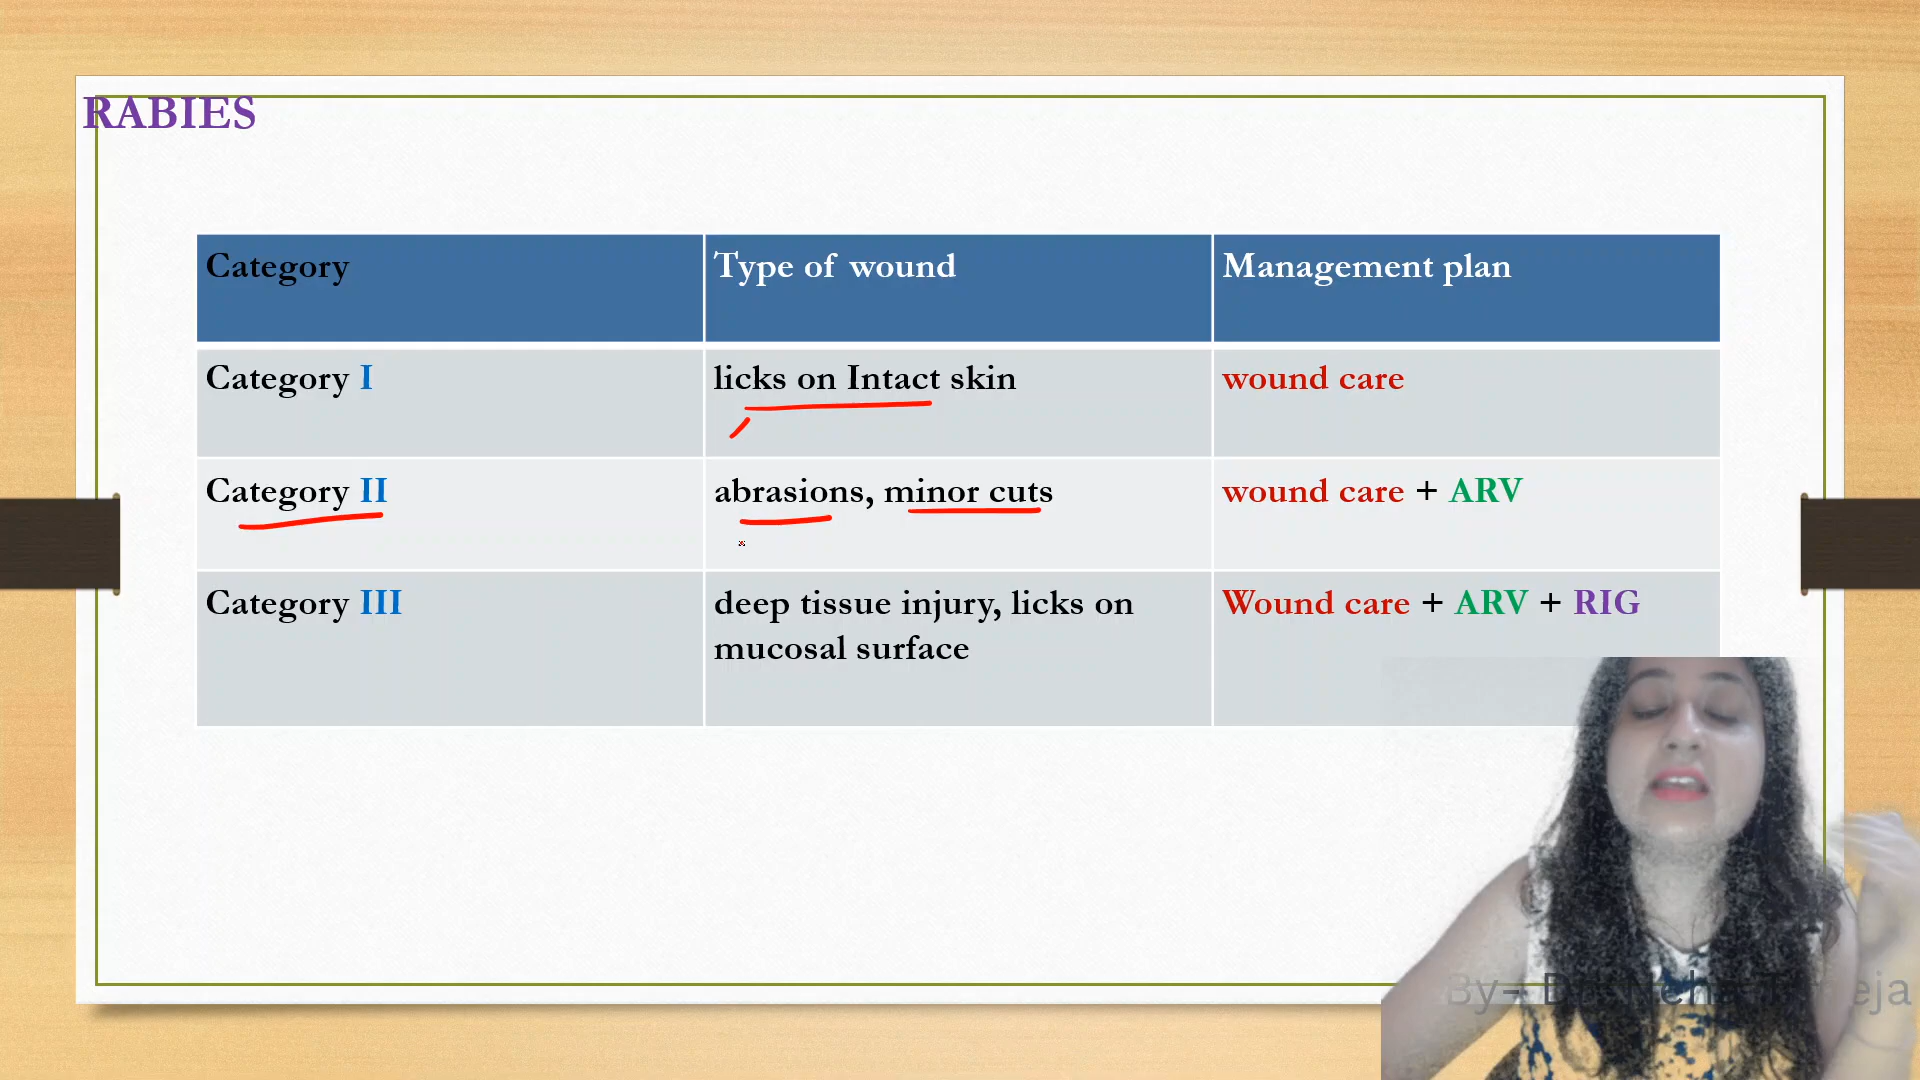 RABIES
Category
Type of wound
Management plan
Category I
licks on Intact skin
wound care
Category II
abrasions, minor cuts
wound care + ARV
Category III
deep tissue injury, licks on
mucosal surface
Wound care + ARV + RIG
By-